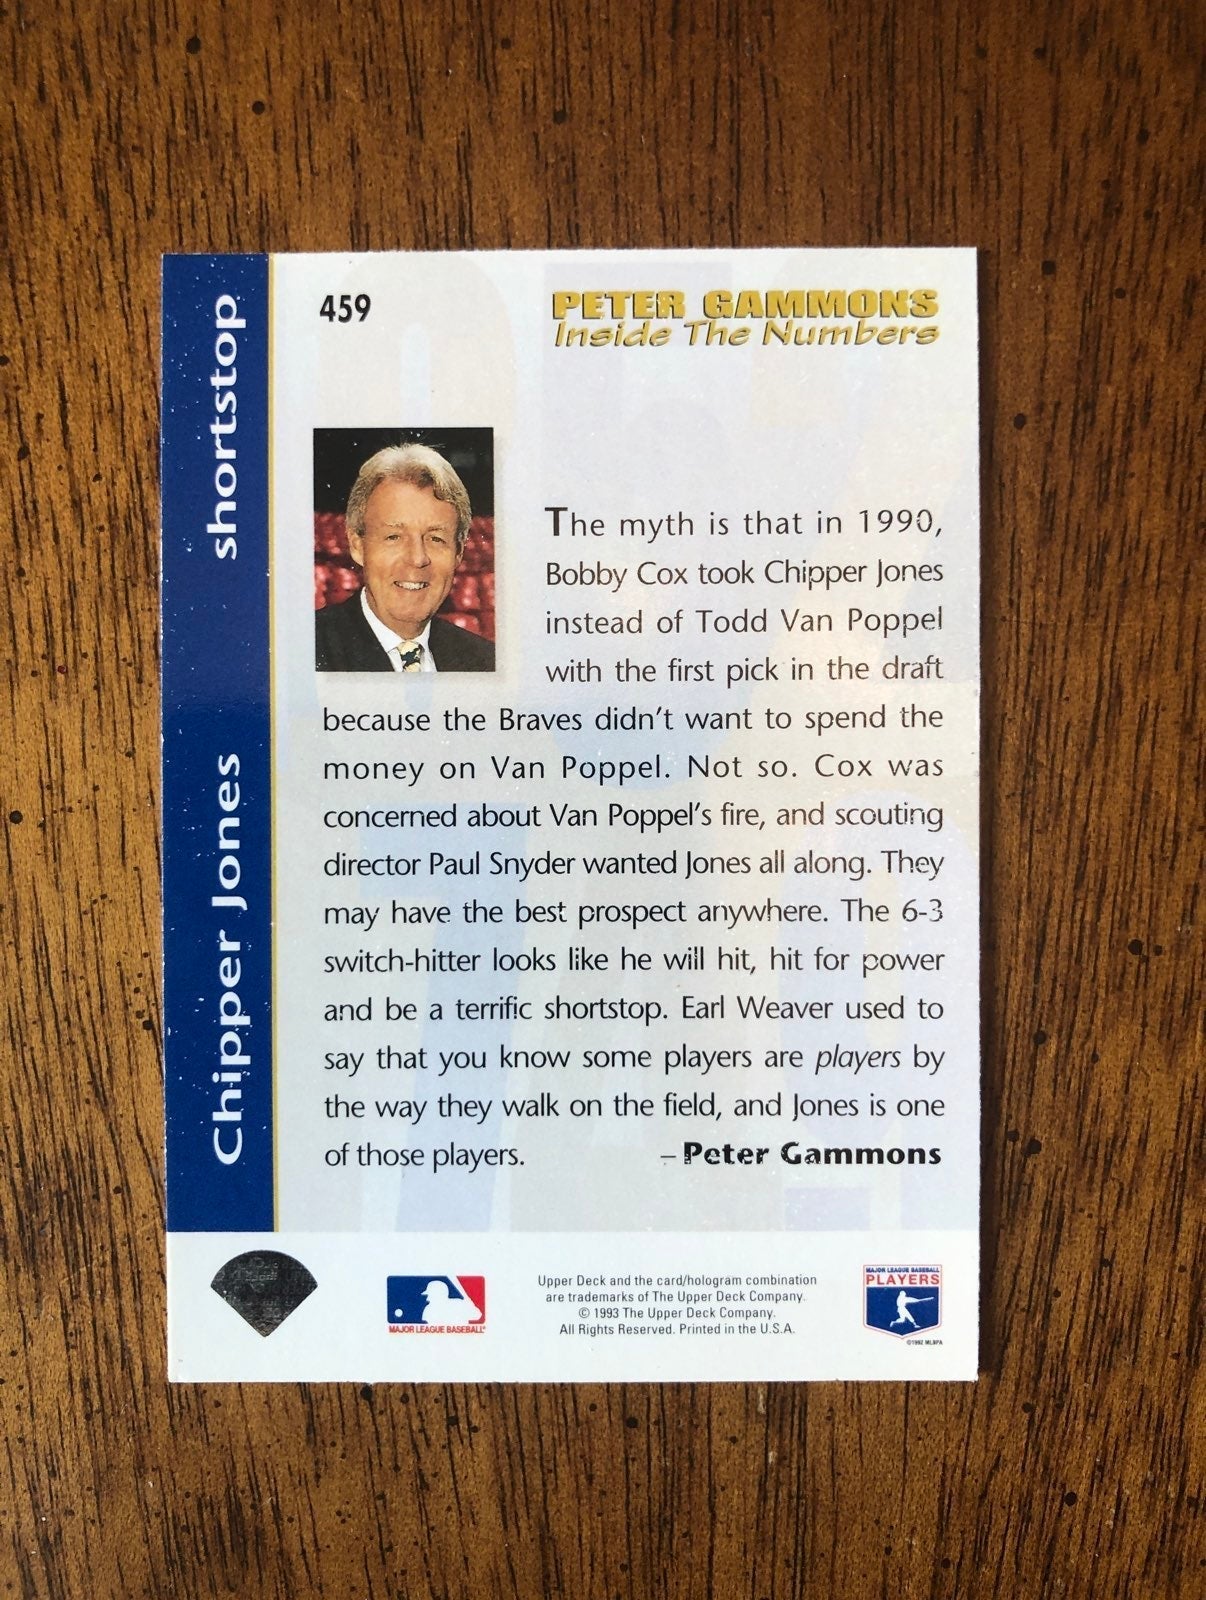 459
PETER GAMMONS
Inside The Numbers
shortstop
Chipper Jones
The myth is that in 1990,
Bobby Cox took Chipper Jones
instead of Todd Van Poppel
with the first pick in the draft
because the Braves didn't want to spend the
money on Van Poppel. Not so. Cox was
concerned about Van Poppel's fire, and scouting
director Paul Snyder wanted Jones all along. They
may have the best prospect anywhere. The 6-3
switch-hitter looks like he will hit, hit for power
and be a terrific shortstop. Earl Weaver used to
say that you know some players are players by
the way they walk on the field, and Jones is one
of those players. – Peter Gammons
MAJOR LEAGUE BASEBALL
Upper Deck and the card/hologram combination
are trademarks of The Upper Deck Company.
© 1993 The Upper Deck Company.
All Rights Reserved. Printed in the U.S.A.
MAJOR LEAGUE BASEBALL
PLAYERS
©1992 MLBPA